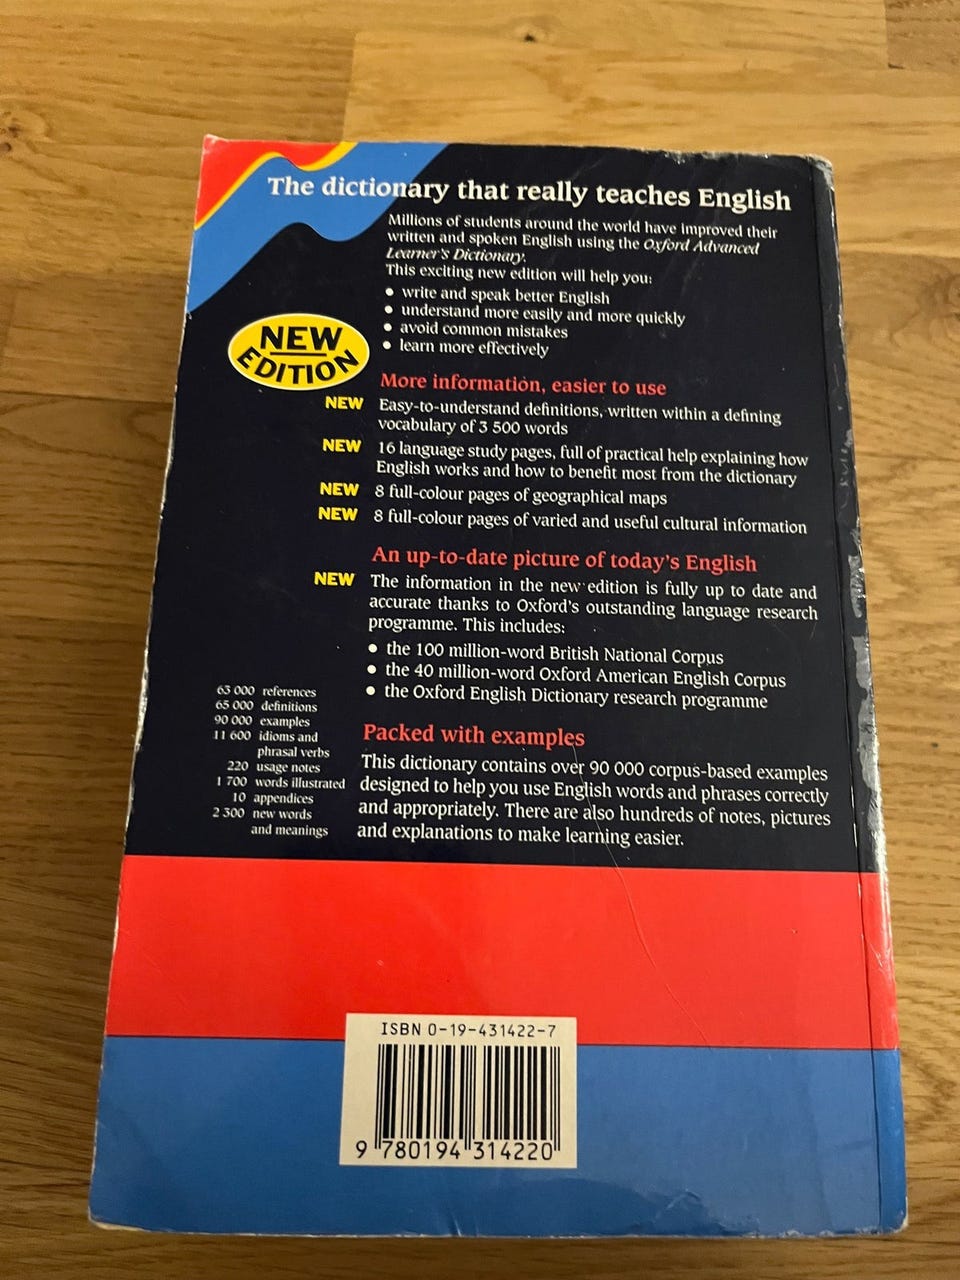 The dictionary that really teaches English
Millions of students around the world have improved their
written and spoken English using the Oxford Advanced
Learner's Dictionary.
This exciting new edition will help you:
• write and speak better English
• understand more easily and more quickly
• avoid common mistakes
• learn more effectively
NEW
EDITION
More information, easier to use
NEW Easy-to-understand definitions, written within a defining
vocabulary of 3 500 words
NEW 16 language study pages, full of practical help explaining how
English works and how to benefit most from the dictionary
NEW 8 full-colour pages of geographical maps
NEW 8 full-colour pages of varied and useful cultural information
An up-to-date picture of today's English
NEW The information in the new edition is fully up to date and
accurate thanks to Oxford's outstanding language research
programme. This includes:
• the 100 million-word British National Corpus
• the 40 million-word Oxford American English Corpus
• the Oxford English Dictionary research programme
63 000 references
65 000 definitions
90 000 examples
11 600 idioms and
phrasal verbs
220 usage notes
1 700 words illustrated
10 appendices
2 300 new words
and meanings
Packed with examples
This dictionary contains over 90 000 corpus-based examples
designed to help you use English words and phrases correctly
and appropriately. There are also hundreds of notes, pictures
and explanations to make learning easier.
ISBN 0-19-431422-7
9 780194 314220